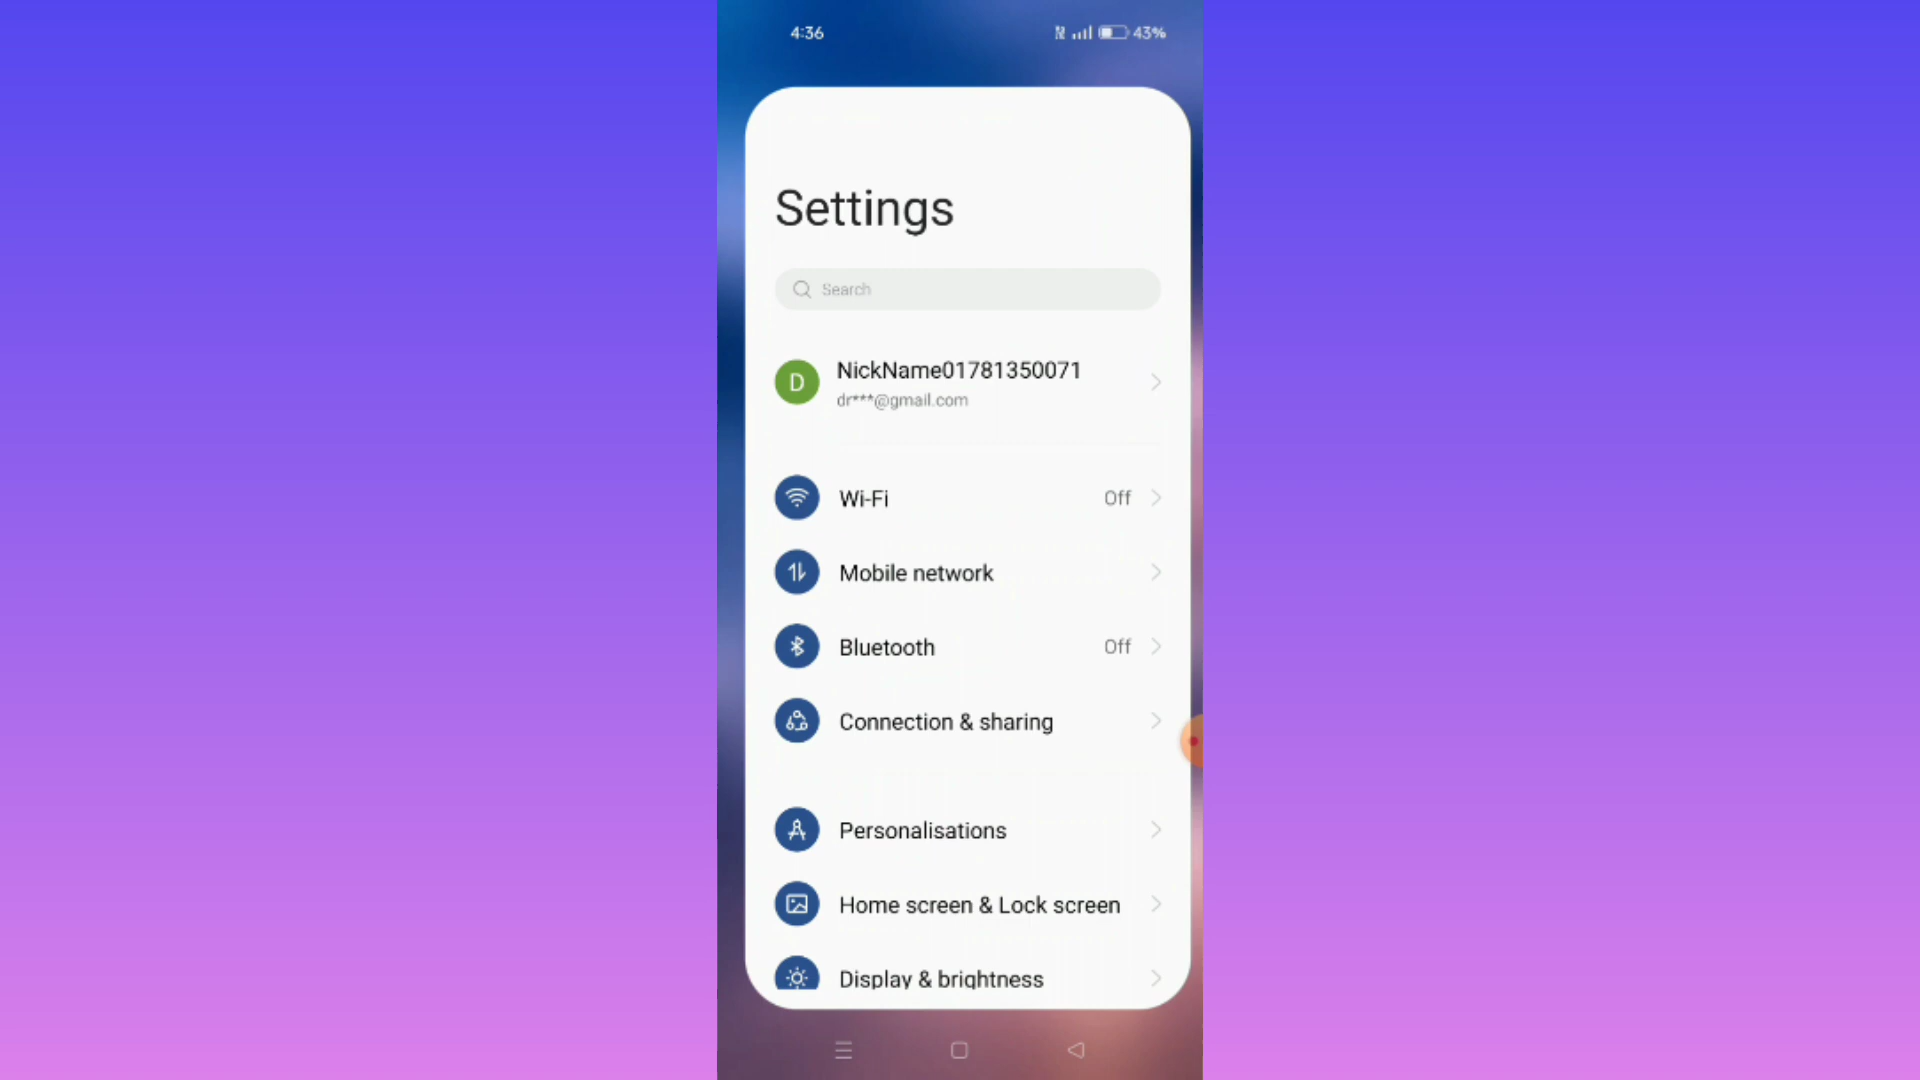 4:36 43%
Settings
Search
D NickName01781350071
dr***@gmail.com
Wi-Fi Off
Mobile network
Bluetooth Off
Connection & sharing
Personalisations
Home screen & Lock screen
Display & brightness